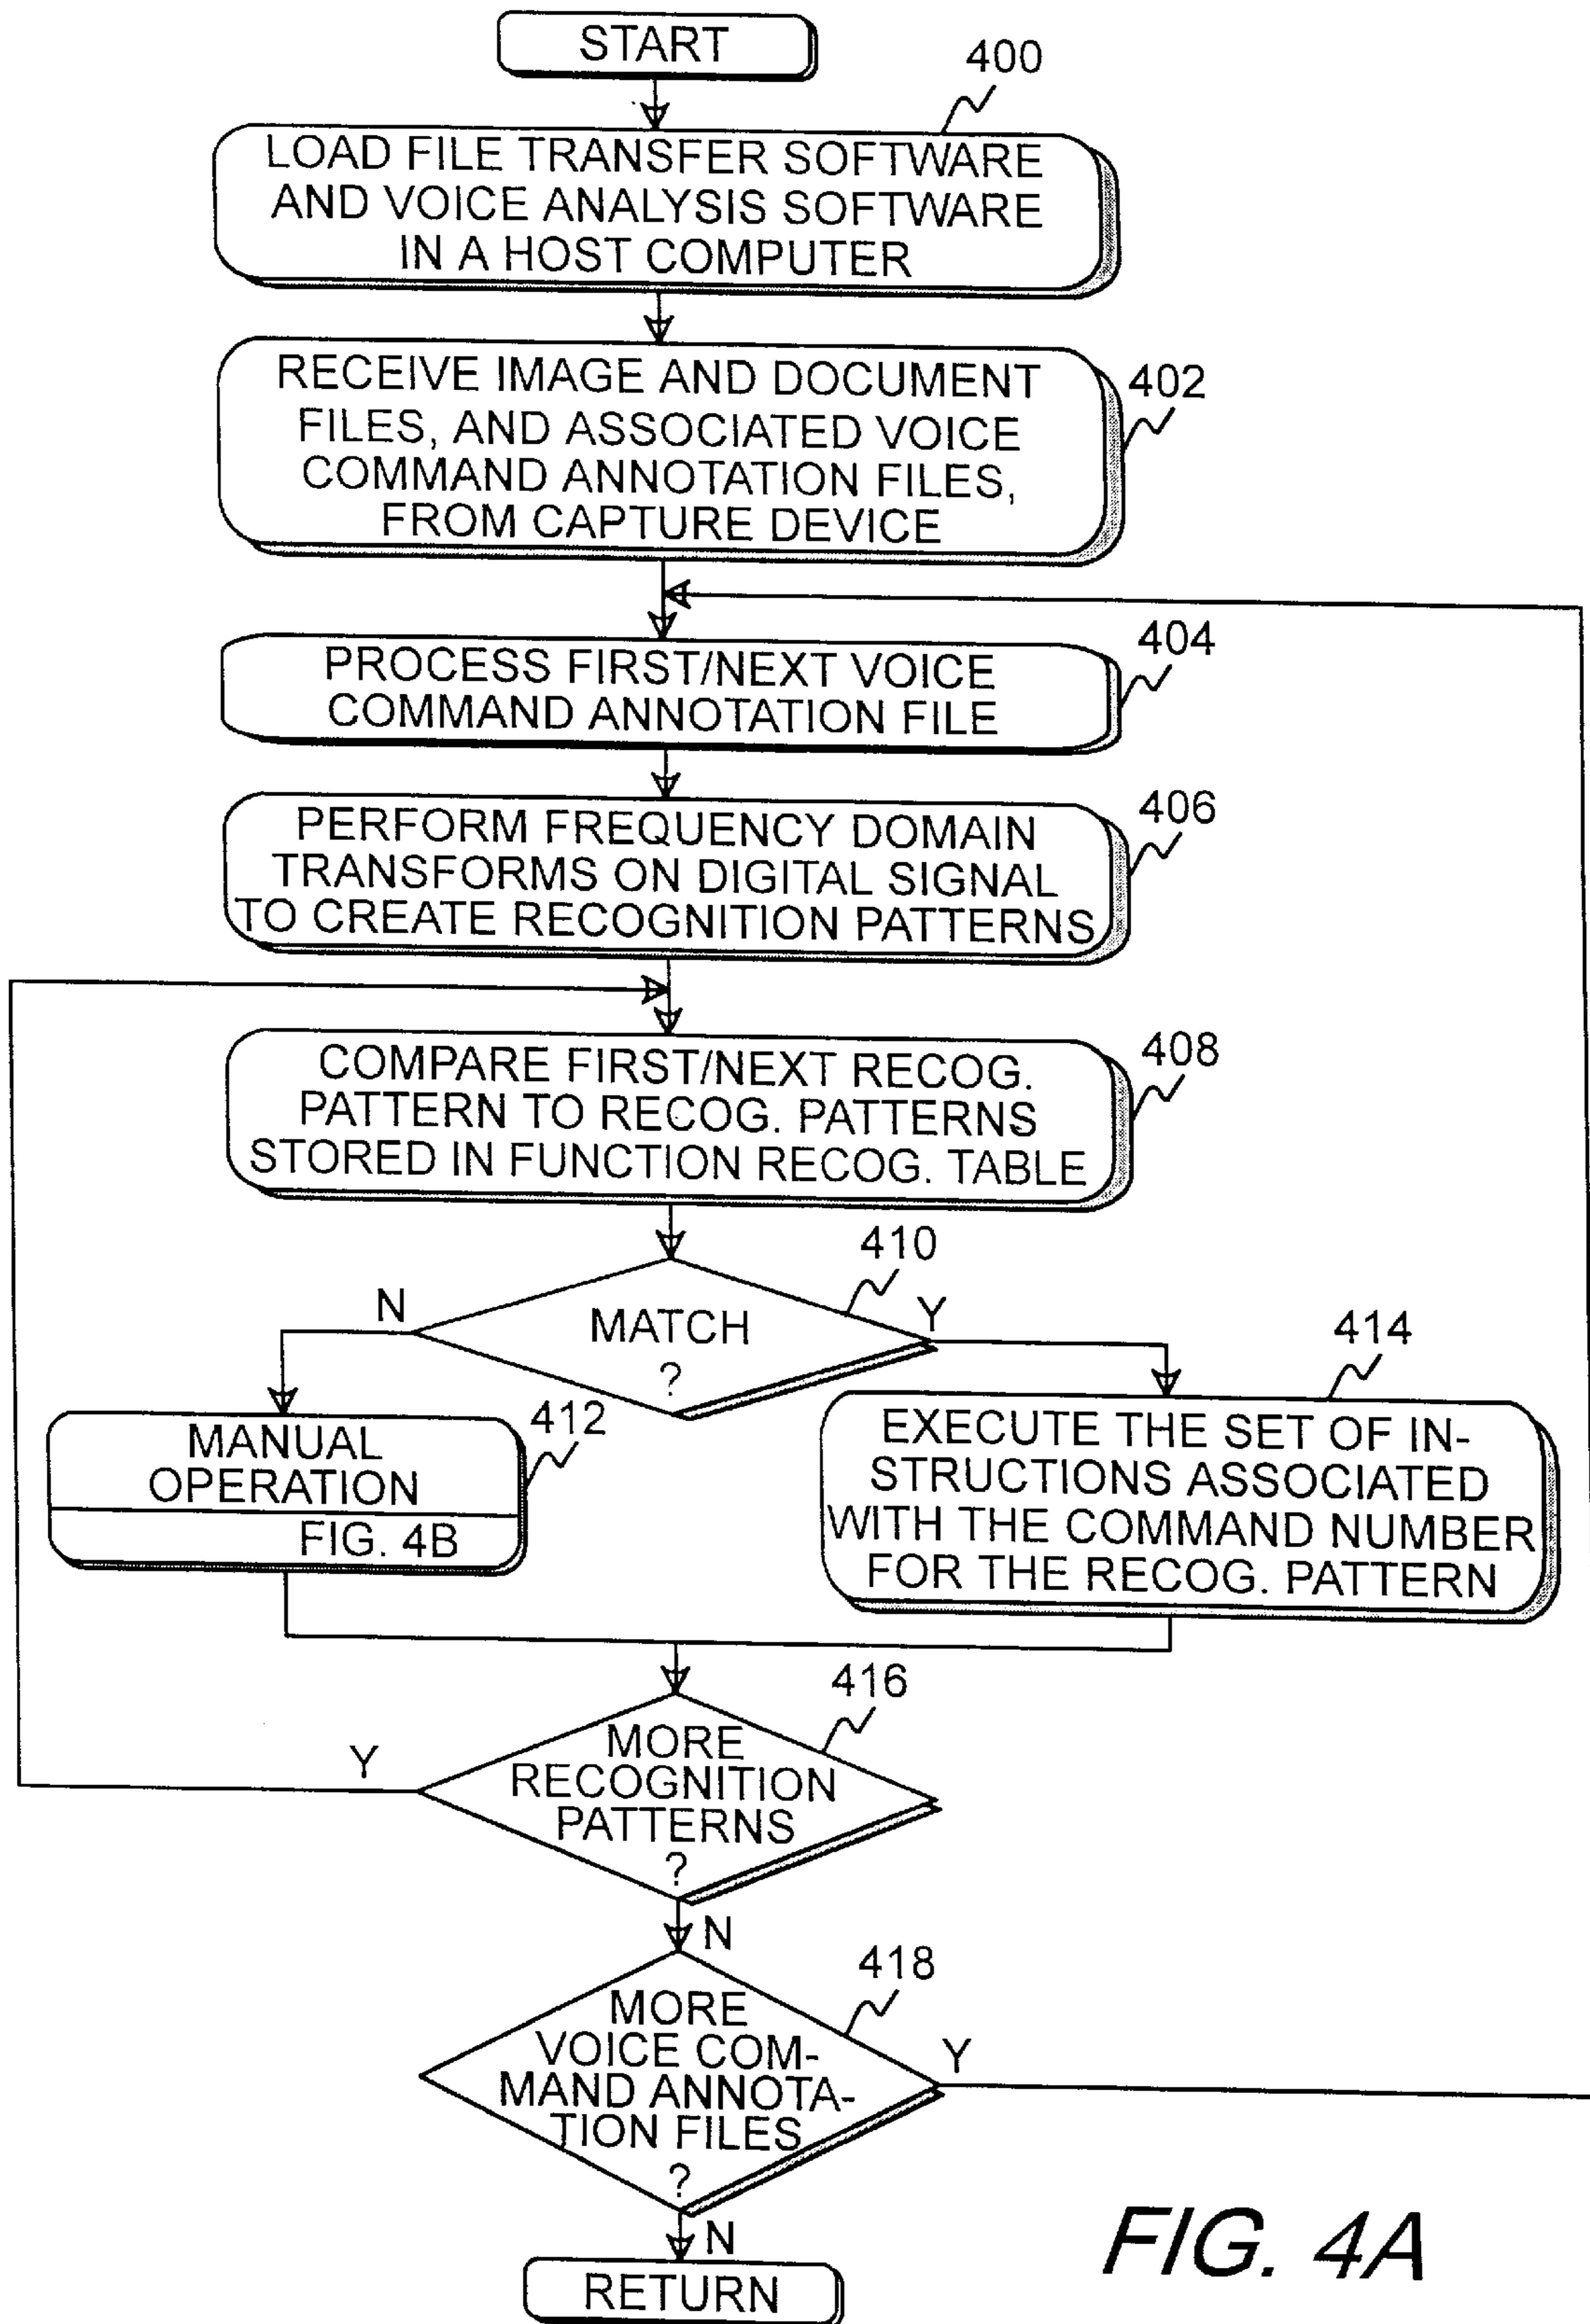 START
400
LOAD FILE TRANSFER SOFTWARE
AND VOICE ANALYSIS SOFTWARE
IN A HOST COMPUTER
RECEIVE IMAGE AND DOCUMENT
FILES, AND ASSOCIATED VOICE
COMMAND ANNOTATION FILES,
FROM CAPTURE DEVICE
402
PROCESS FIRST/NEXT VOICE
COMMAND ANNOTATION FILE
404
PERFORM FREQUENCY DOMAIN
TRANSFORMS ON DIGITAL SIGNAL
TO CREATE RECOGNITION PATTERNS
406
COMPARE FIRST/NEXT RECOG.
PATTERN TO RECOG. PATTERNS
STORED IN FUNCTION RECOG. TABLE
408
410
N
MATCH
?
Y
412
MANUAL
OPERATION
FIG. 4B
414
EXECUTE THE SET OF IN-
STRUCTIONS ASSOCIATED
WITH THE COMMAND NUMBER
FOR THE RECOG. PATTERN
416
Y
MORE
RECOGNITION
PATTERNS
?
N
418
MORE
VOICE COM-
MAND ANNOTA-
TION FILES
?
Y
N
RETURN
FIG. 4A